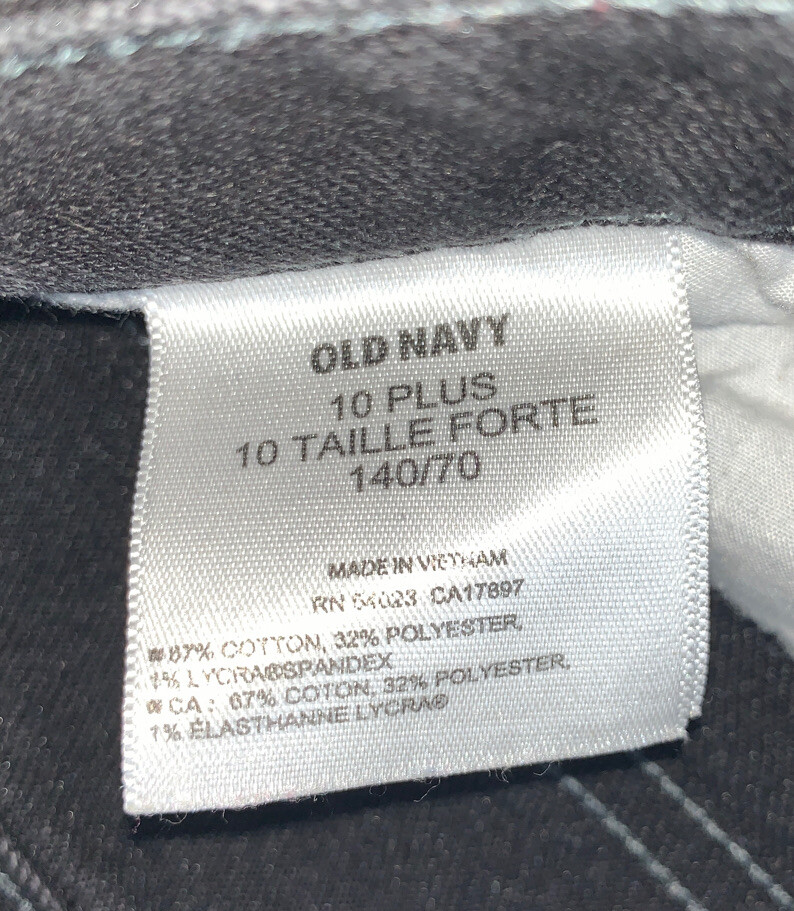 OLD NAVY
10 PLUS
10 TAILLE FORTE
140/70
MADE IN VIETNAM
RN 54023 CA17897
67% COTTON, 32% POLYESTER,
1% LYCRA®SPANDEX
CA : 67% COTON, 32% POLYESTER,
1% ÉLASTHANNE LYCRA®